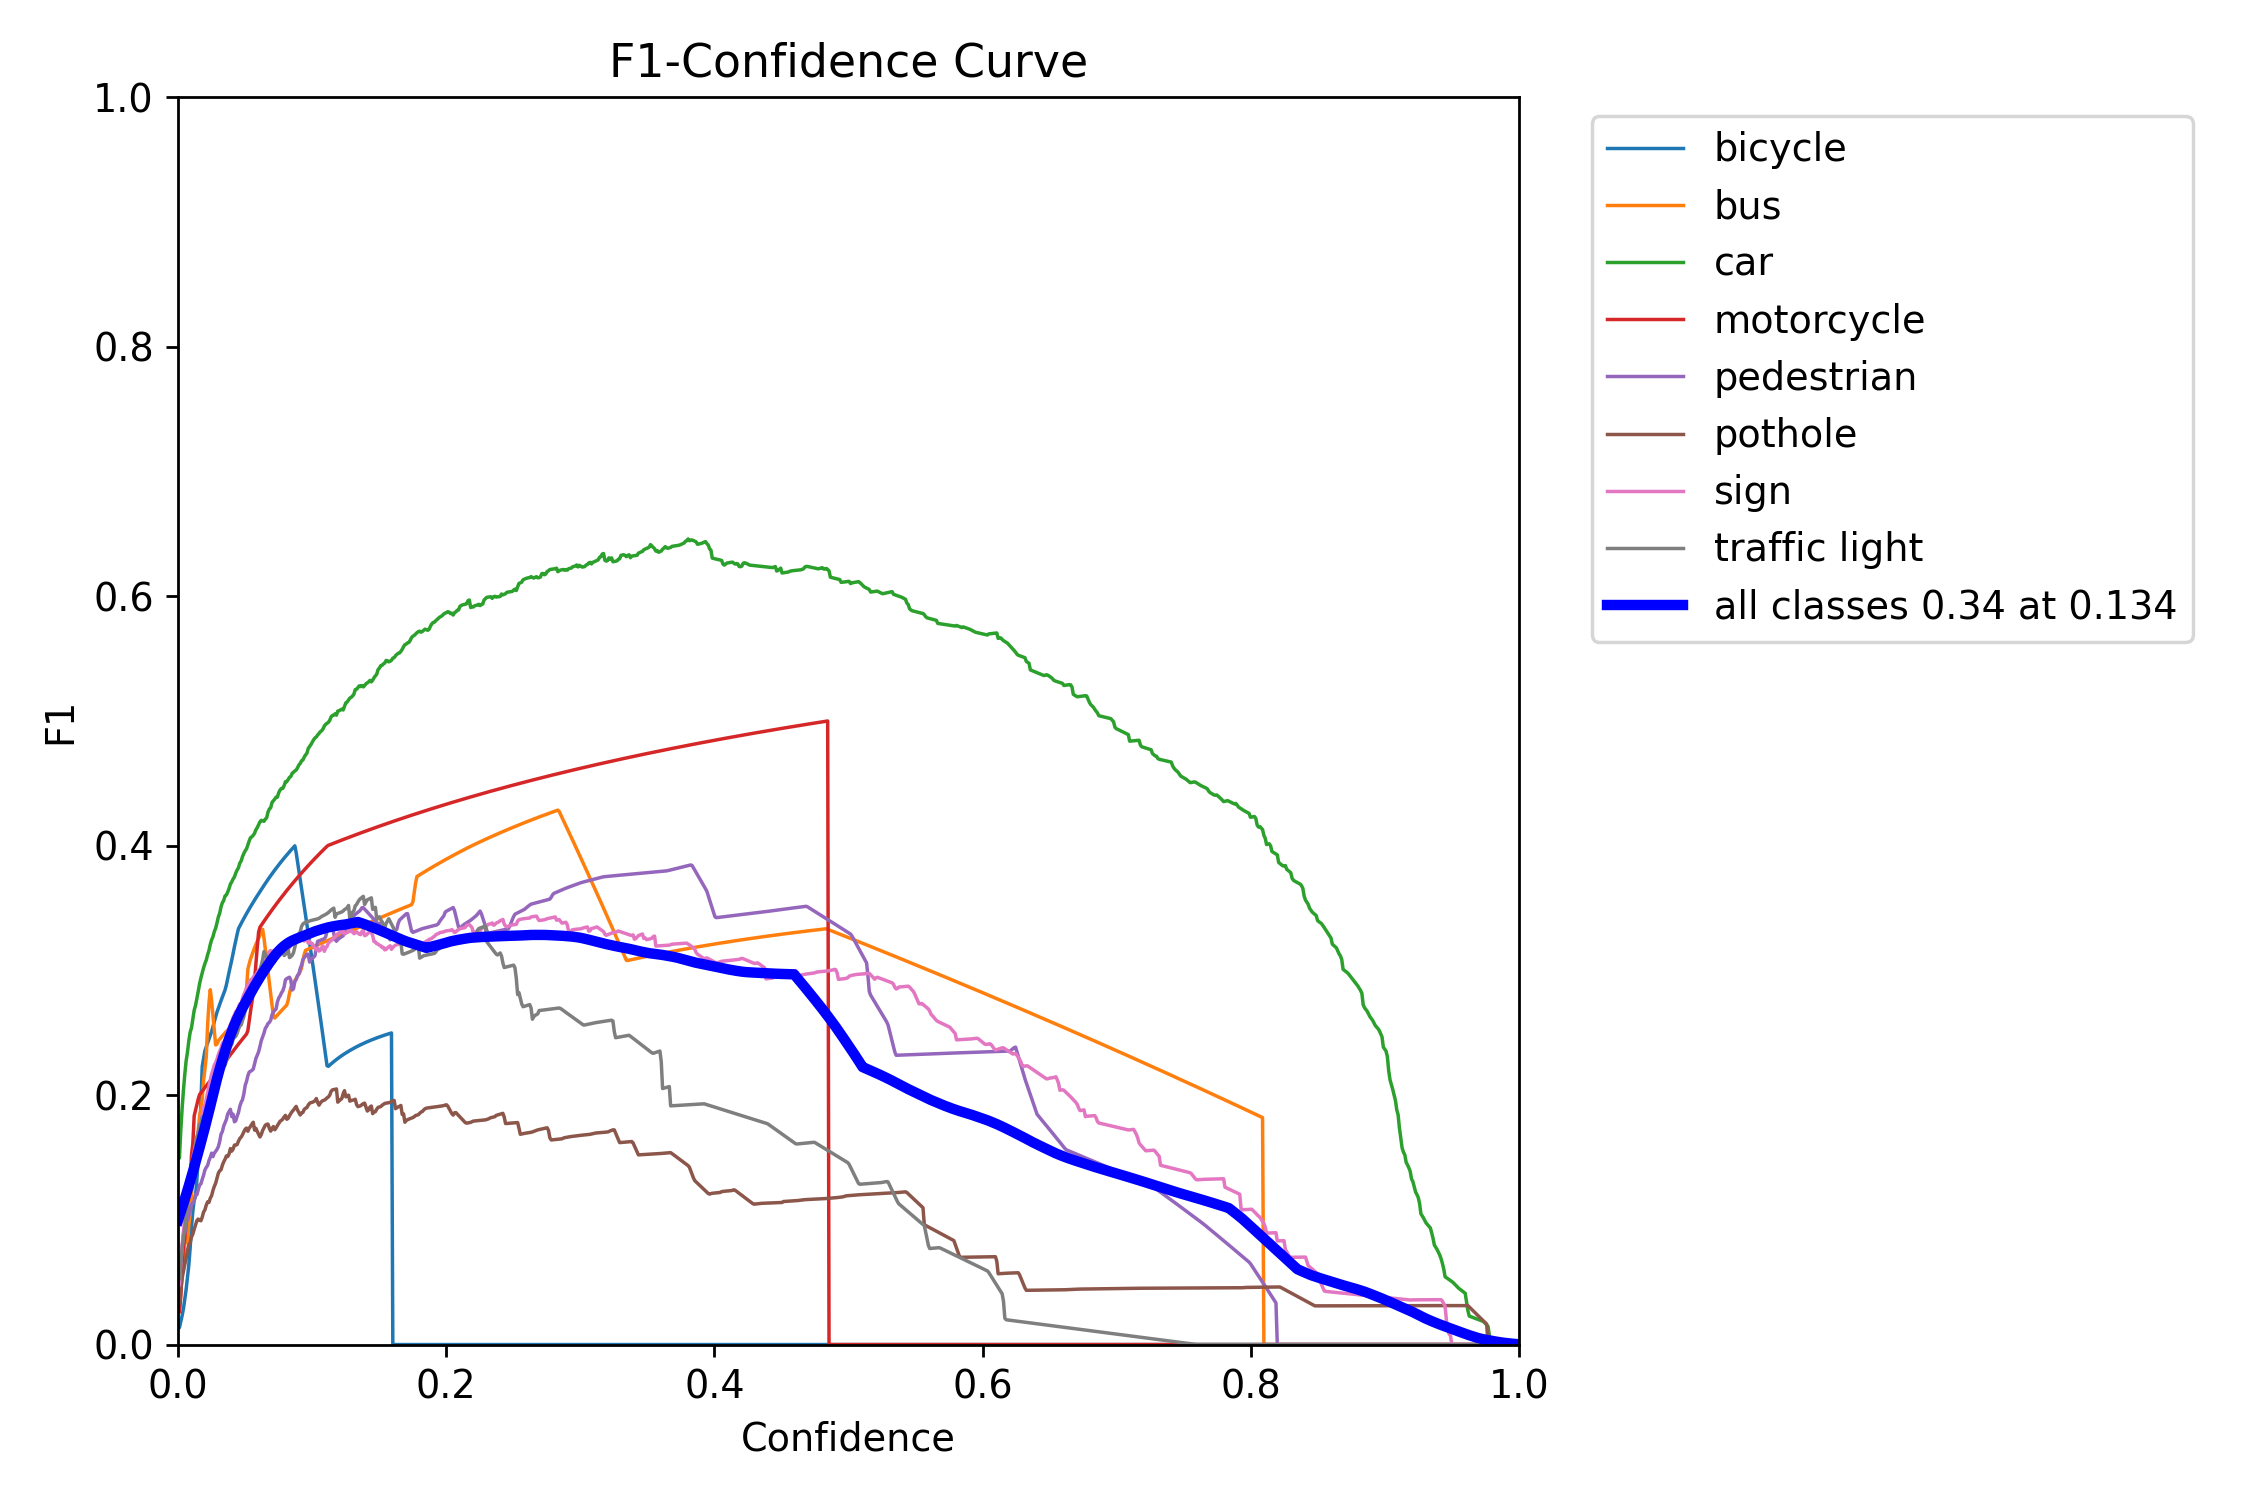 F1-Confidence Curve
1.0
0.8
0.6
0.4
0.2
0.0
F1
0.0 0.2 0.4 0.6 0.8 1.0
Confidence
bicycle
bus
car
motorcycle
pedestrian
pothole
sign
traffic light
all classes 0.34 at 0.134